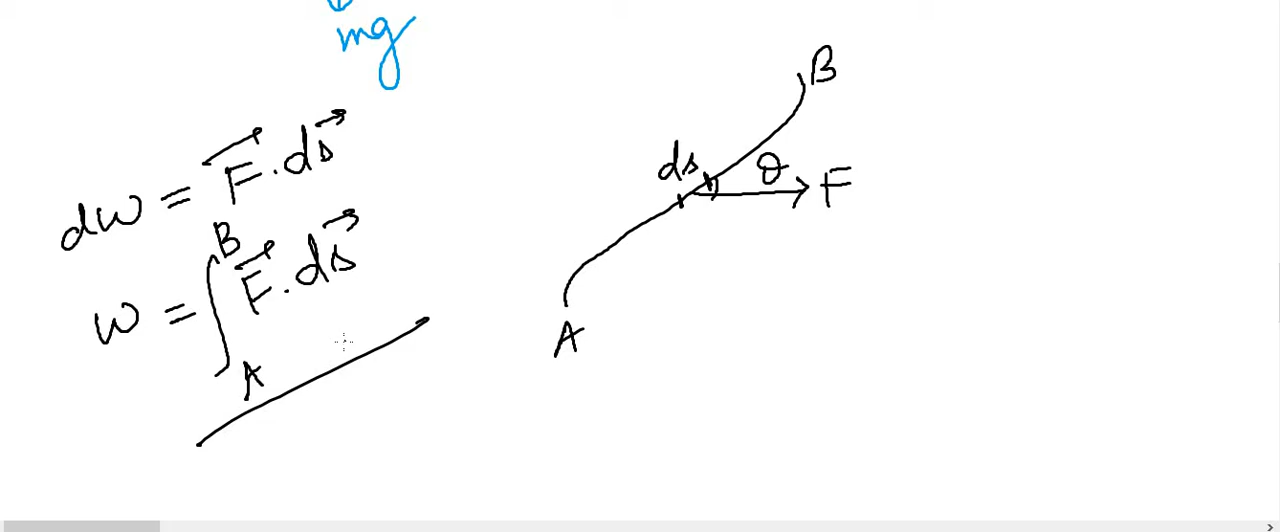 mg
dw = F⃗ . ds⃗
w = ∫_A^B F⃗ . ds⃗
B
ds
θ
F
A